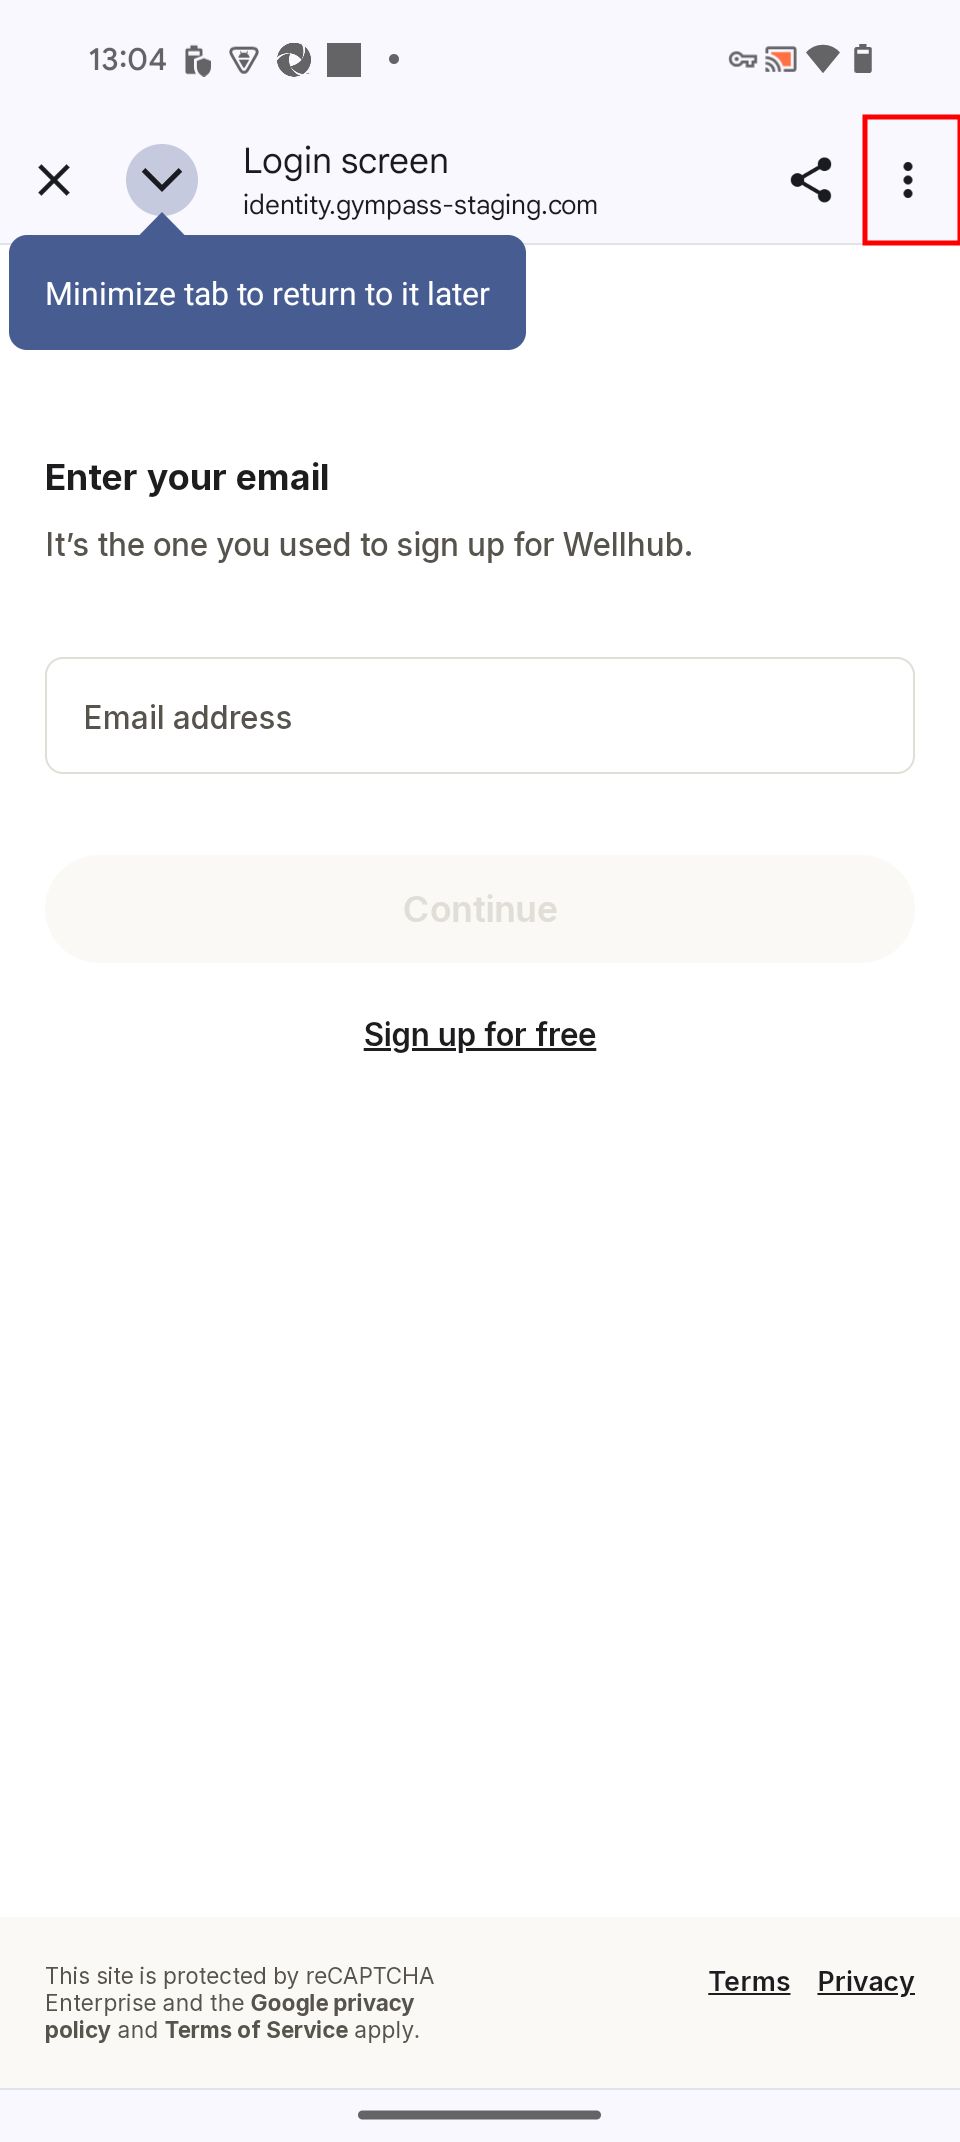 13:04
Login screen
identity.gympass-staging.com
Minimize tab to return to it later
Enter your email
It’s the one you used to sign up for Wellhub.
Email address
Continue
Sign up for free
This site is protected by reCAPTCHA
Enterprise and the Google privacy
policy and Terms of Service apply.
Terms Privacy